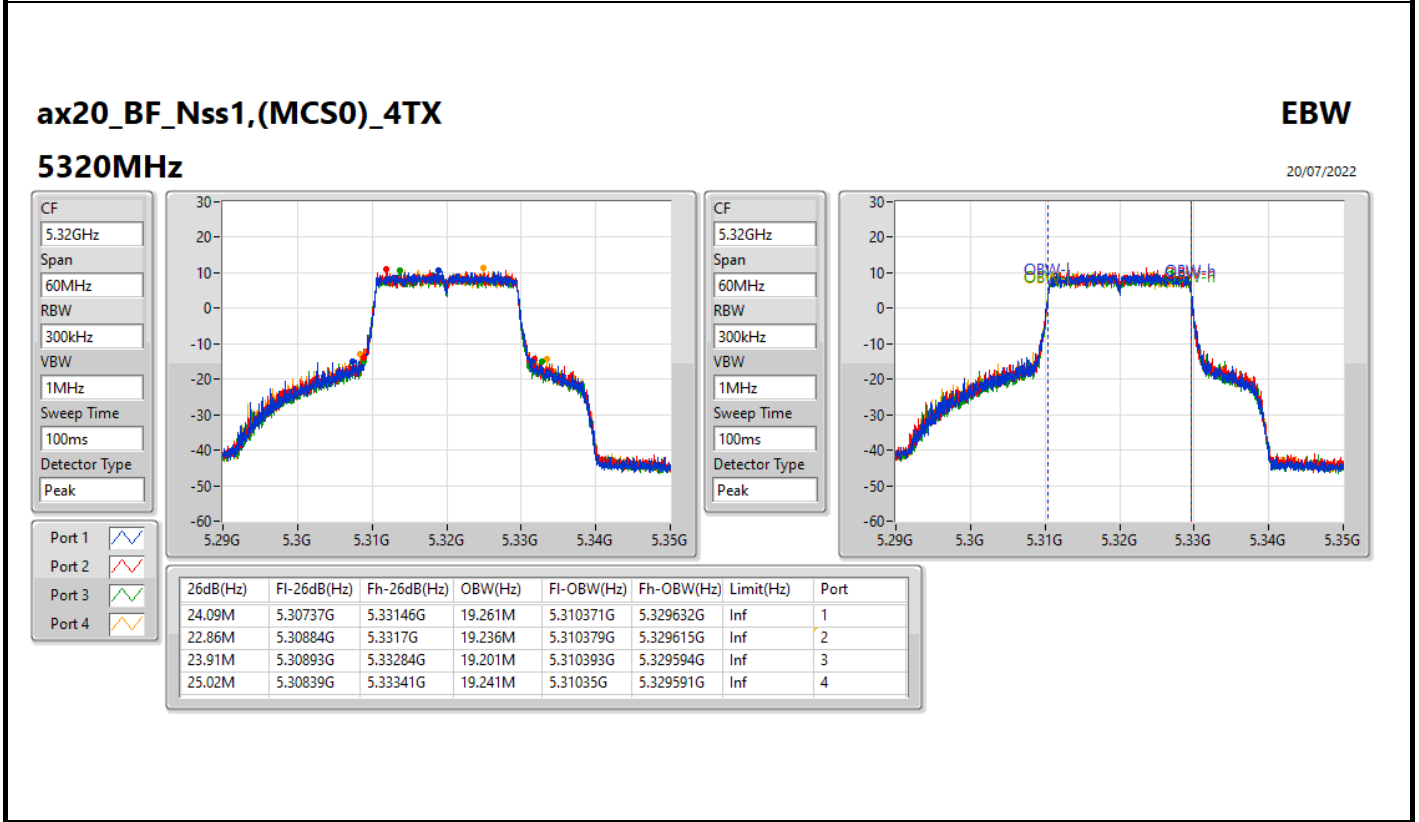 ax20_BF_Nss1,(MCS0)_4TX
EBW
5320MHz
20/07/2022
CF
5.32GHz
Span
60MHz
RBW
300kHz
VBW
1MHz
Sweep Time
100ms
Detector Type
Peak
30
20
10
0
-10
-20
-30
-40
-50
-60
5.29G 5.3G 5.31G 5.32G 5.33G 5.34G 5.35G
CF
5.32GHz
Span
60MHz
RBW
300kHz
VBW
1MHz
Sweep Time
100ms
Detector Type
Peak
30
20
10
0
-10
-20
-30
-40
-50
-60
OBW-l OBW-h
5.29G 5.3G 5.31G 5.32G 5.33G 5.34G 5.35G
Port 1
Port 2
Port 3
Port 4
26dB(Hz) Fl-26dB(Hz) Fh-26dB(Hz) OBW(Hz) Fl-OBW(Hz) Fh-OBW(Hz) Limit(Hz) Port
24.09M 5.30737G 5.33146G 19.261M 5.310371G 5.329632G Inf 1
22.86M 5.30884G 5.3317G 19.236M 5.310379G 5.329615G Inf 2
23.91M 5.30893G 5.33284G 19.201M 5.310393G 5.329594G Inf 3
25.02M 5.30839G 5.33341G 19.241M 5.31035G 5.329591G Inf 4